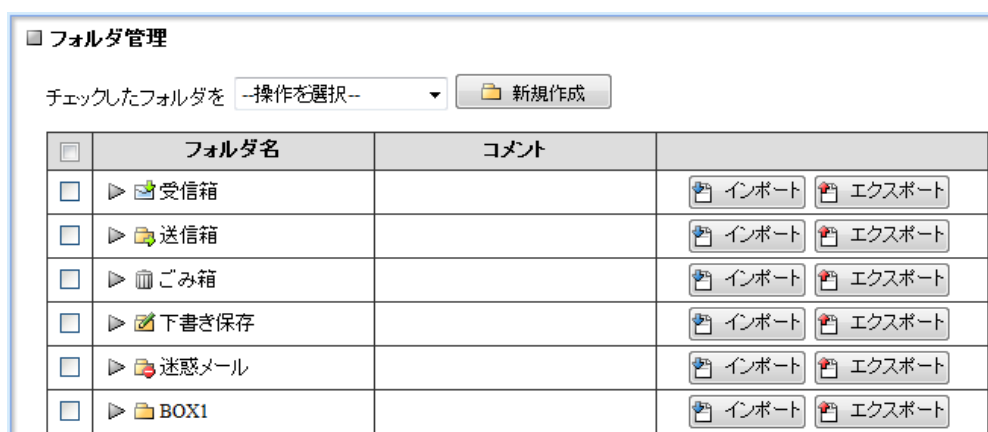 フォルダ管理
チェックしたフォルダを --操作を選択-- 新規作成
フォルダ名 コメント
受信箱 インポート エクスポート
送信箱 インポート エクスポート
ごみ箱 インポート エクスポート
下書き保存 インポート エクスポート
迷惑メール インポート エクスポート
BOX1 インポート エクスポート